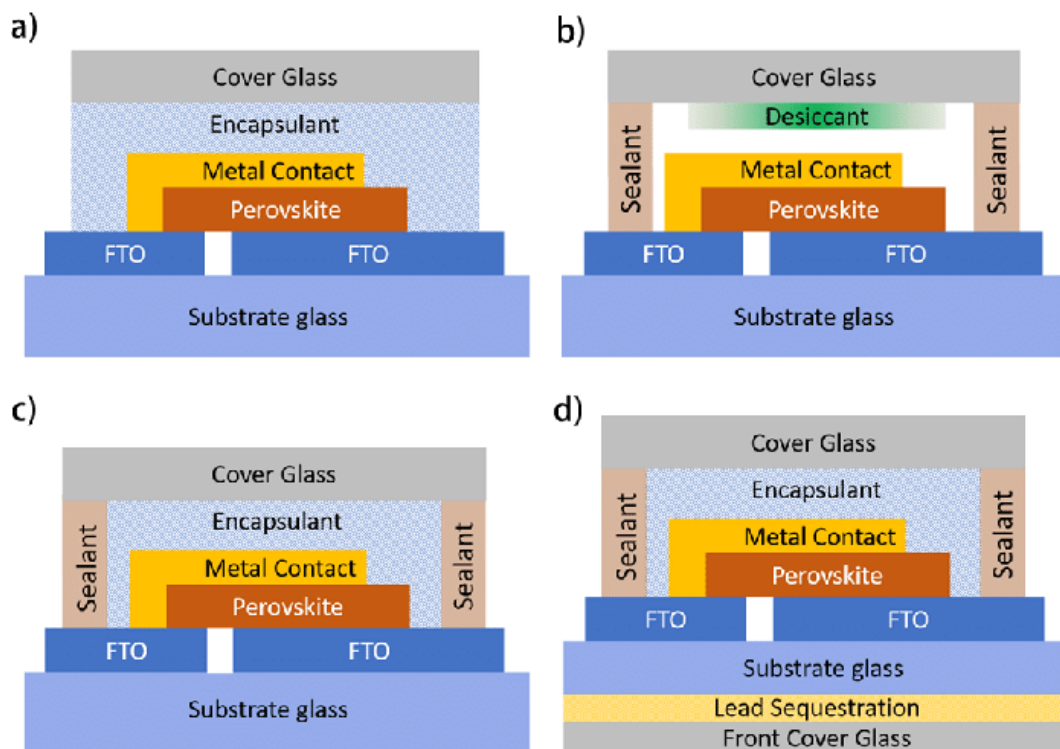 a)
Cover Glass
Encapsulant
Metal Contact
Perovskite
FTO FTO
Substrate glass
b)
Cover Glass
Desiccant
Sealant Sealant
Metal Contact
Perovskite
FTO FTO
Substrate glass
c)
Cover Glass
Encapsulant
Sealant Sealant
Metal Contact
Perovskite
FTO FTO
Substrate glass
d)
Cover Glass
Encapsulant
Sealant Sealant
Metal Contact
Perovskite
FTO FTO
Substrate glass
Lead Sequestration
Front Cover Glass